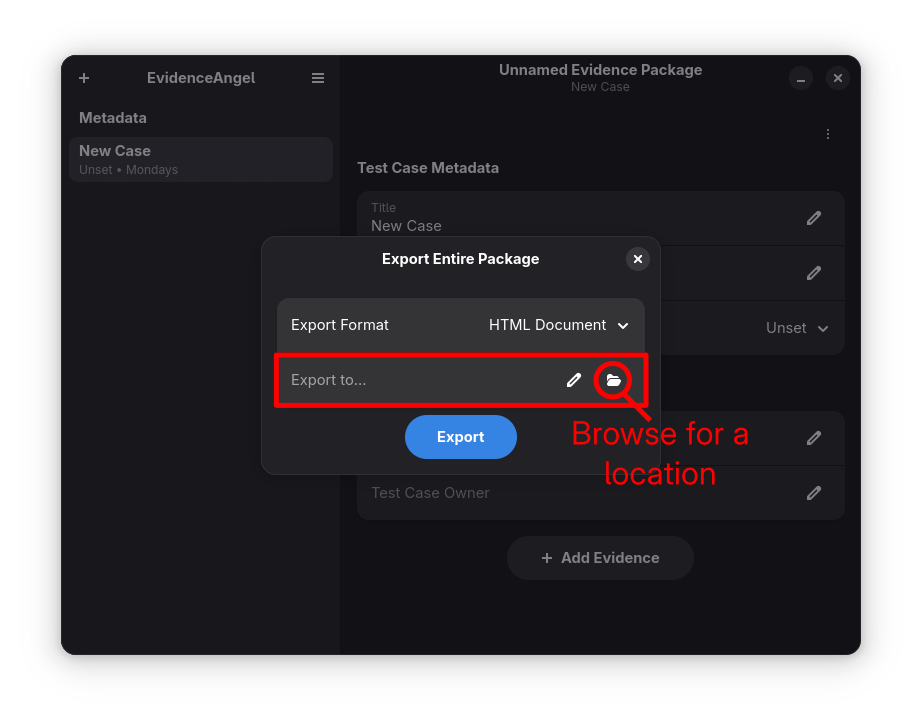 EvidenceAngel
Unnamed Evidence Package
New Case
Metadata
New Case
Unset • Mondays
Test Case Metadata
Title
New Case
Unset
Export Entire Package
Export Format
HTML Document
Export to...
Export
Browse for a
location
Test Case Owner
Add Evidence